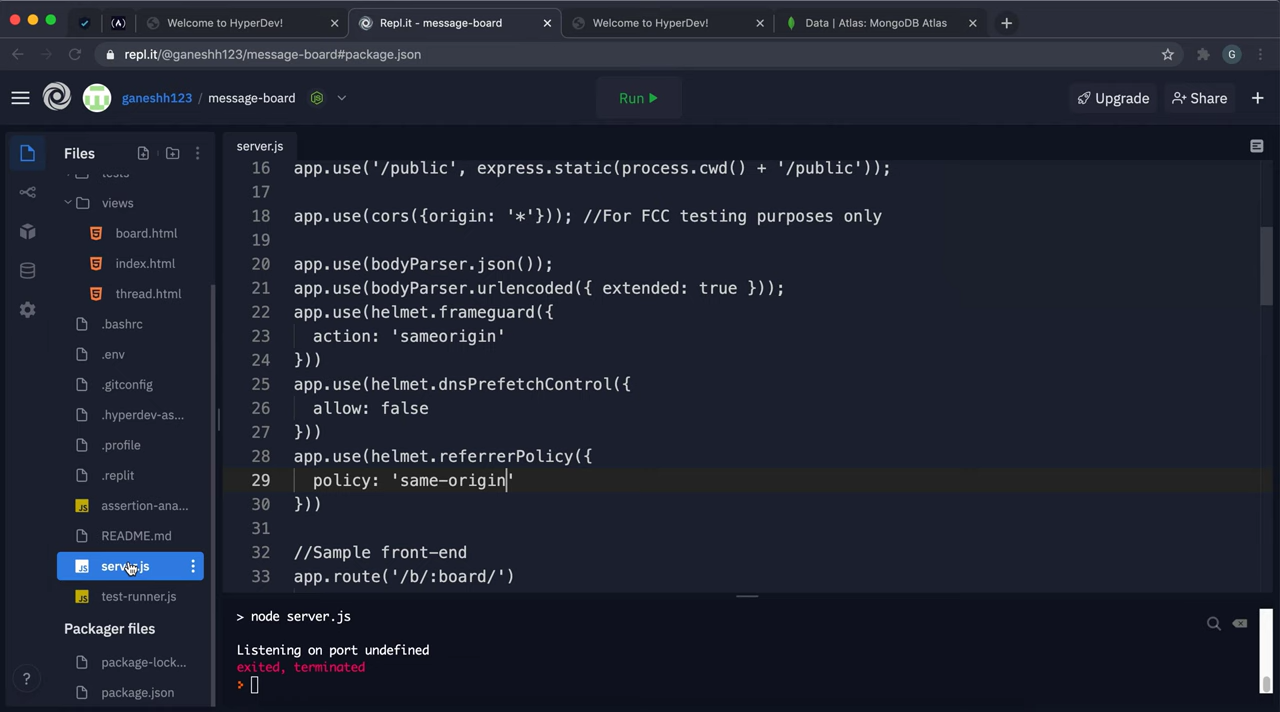 Welcome to HyperDev!
Repl.it - message-board
Welcome to HyperDev!
Data | Atlas: MongoDB Atlas
repl.it/@ganeshh123/message-board#package.json
G
ganeshh123 / message-board
Run
Upgrade
Share
Files
server.js
views
board.html
index.html
thread.html
.bashrc
.env
.gitconfig
.hyperdev-as...
.profile
.replit
assertion-ana...
README.md
server.js
test-runner.js
Packager files
package-lock...
package.json
16 app.use('/public', express.static(process.cwd() + '/public'));
17
18 app.use(cors({origin: '*'})); //For FCC testing purposes only
19
20 app.use(bodyParser.json());
21 app.use(bodyParser.urlencoded({ extended: true }));
22 app.use(helmet.frameguard({
23 action: 'sameorigin'
24 }))
25 app.use(helmet.dnsPrefetchControl({
26 allow: false
27 }))
28 app.use(helmet.referrerPolicy({
29 policy: 'same-origin'
30 }))
31
32 //Sample front-end
33 app.route('/b/:board/')
> node server.js
Listening on port undefined
exited, terminated
>
?